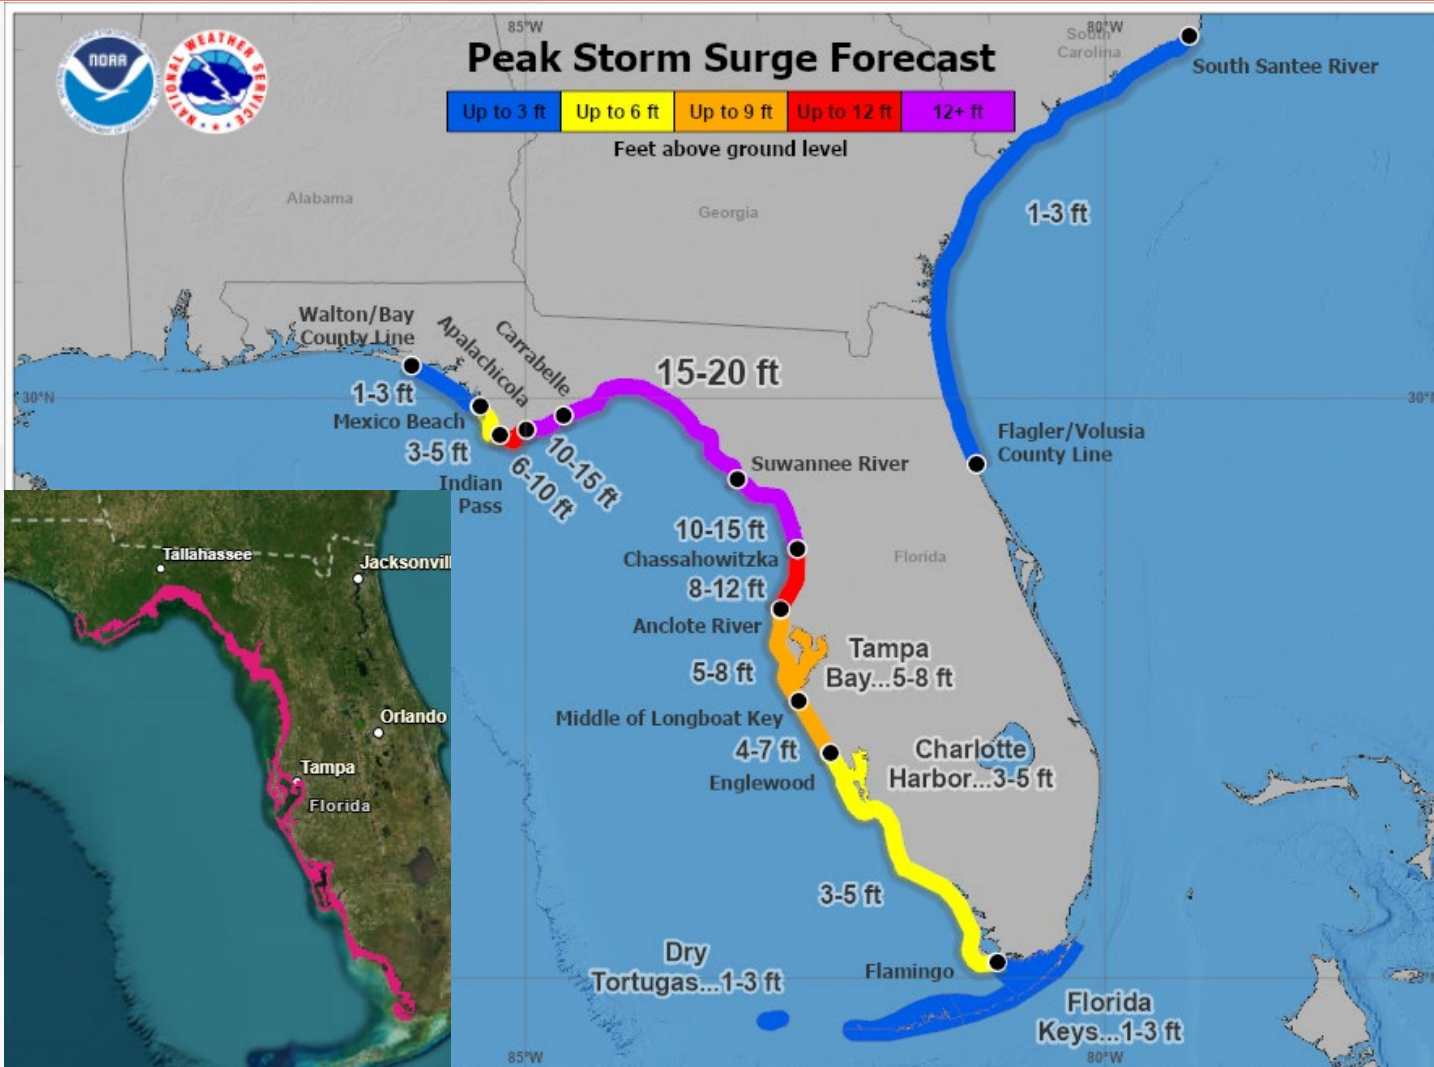 85°W
80°W
NOAA
NATIONAL WEATHER SERVICE
Peak Storm Surge Forecast
South
Carolina
South Santee River
Up to 3 ft
Up to 6 ft
Up to 9 ft
Up to 12 ft
12+ ft
Feet above ground level
Alabama
Georgia
1-3 ft
Walton/Bay
County Line
Apalachicola
Carrabelle
15-20 ft
1-3 ft
30°N
30°N
Mexico Beach
3-5 ft
Indian
Pass
6-10 ft
10-15 ft
Suwannee River
Flagler/Volusia
County Line
10-15 ft
Chassahowitzka
Florida
8-12 ft
Anclote River
5-8 ft
Tampa
Bay...5-8 ft
Middle of Longboat Key
4-7 ft
Englewood
Charlotte
Harbor...3-5 ft
3-5 ft
Flamingo
Dry
Tortugas...1-3 ft
Florida
Keys...1-3 ft
25°N
85°W
80°W
Tallahassee
Jacksonvill
Orlando
Tampa
Florida